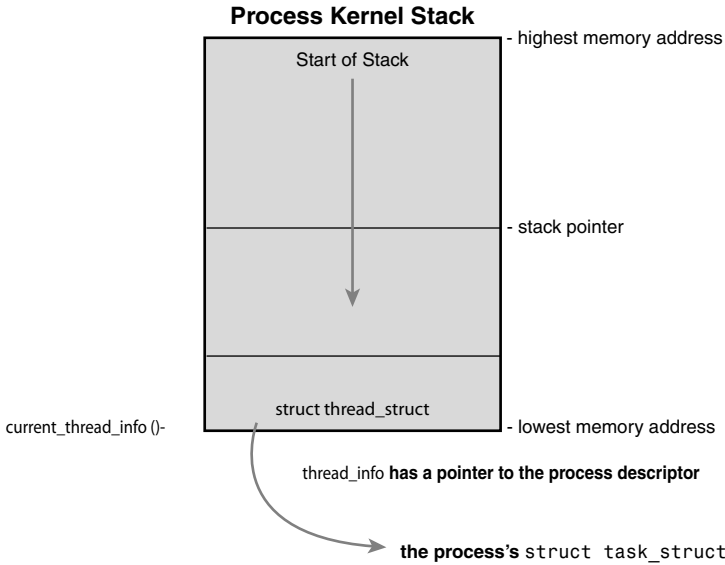 Process Kernel Stack
- highest memory address
Start of Stack
- stack pointer
struct thread_struct
current_thread_info ()-
- lowest memory address
thread_info has a pointer to the process descriptor
the process's struct task_struct